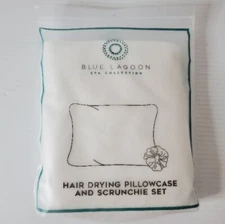 BLUE LAGOON
SPA COLLECTION
HAIR DRYING PILLOWCASE
AND SCRUNCHIE SET